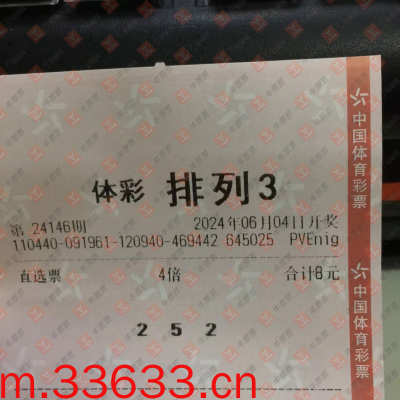 体彩 排列3
第 24146期 2024年06月04日开奖
110440-091961-120940-469442 645025 PVEnig
直选票 4倍 合计8元
2 5 2
中国体育彩票
中国体育彩票
m.33633.cn